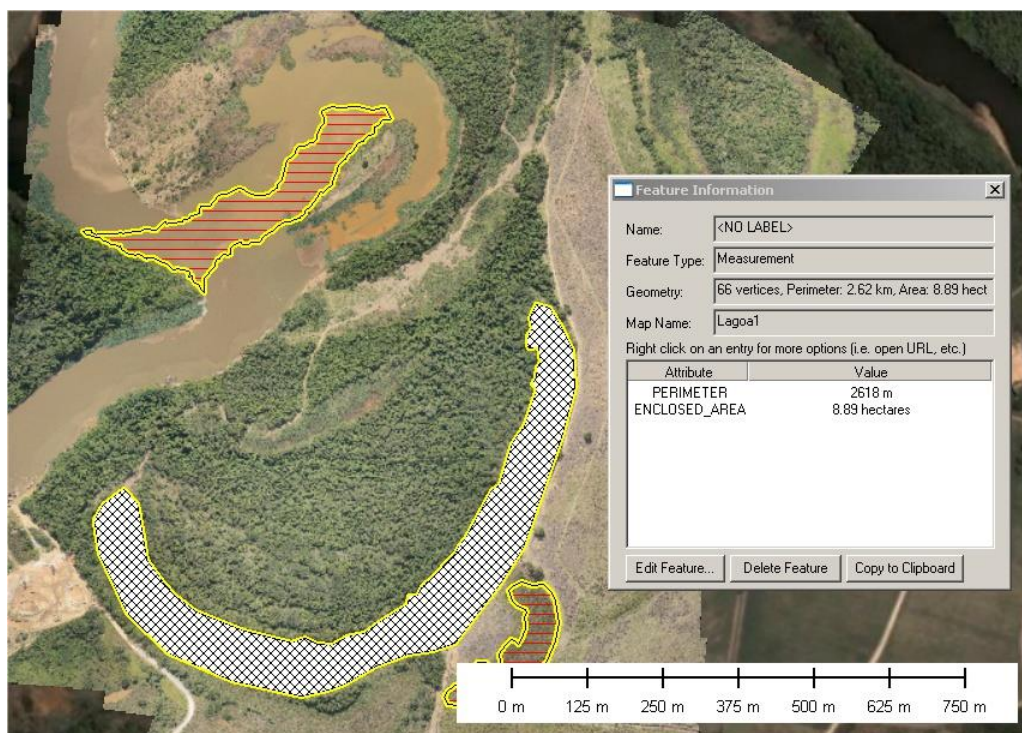 Feature Information
Name: <NO LABEL>
Feature Type: Measurement
Geometry: 66 vertices, Perimeter: 2.62 km, Area: 8.89 hect
Map Name: Lagoa1
Right click on an entry for more options (i.e. open URL, etc.)
Attribute Value
PERIMETER 2618 m
ENCLOSED_AREA 8.89 hectares
Edit Feature... Delete Feature Copy to Clipboard
0 m 125 m 250 m 375 m 500 m 625 m 750 m